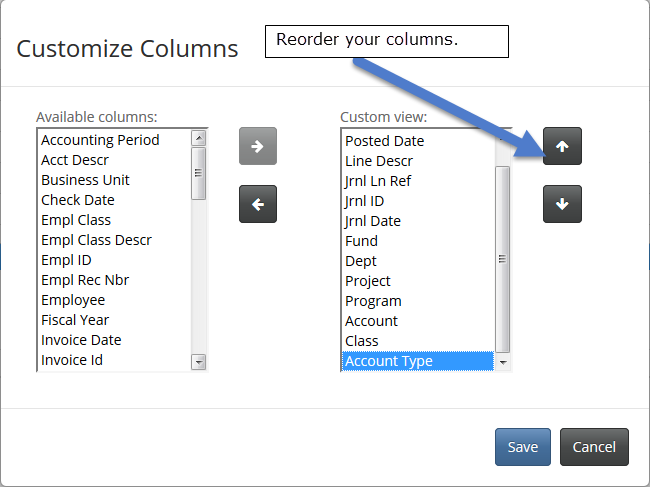 Customize Columns
Reorder your columns.
Available columns:
Accounting Period
Acct Descr
Business Unit
Check Date
Empl Class
Empl Class Descr
Empl ID
Empl Rec Nbr
Employee
Fiscal Year
Invoice Date
Invoice Id
Custom view:
Posted Date
Line Descr
Jrnl Ln Ref
Jrnl ID
Jrnl Date
Fund
Dept
Project
Program
Account
Class
Account Type
Save
Cancel